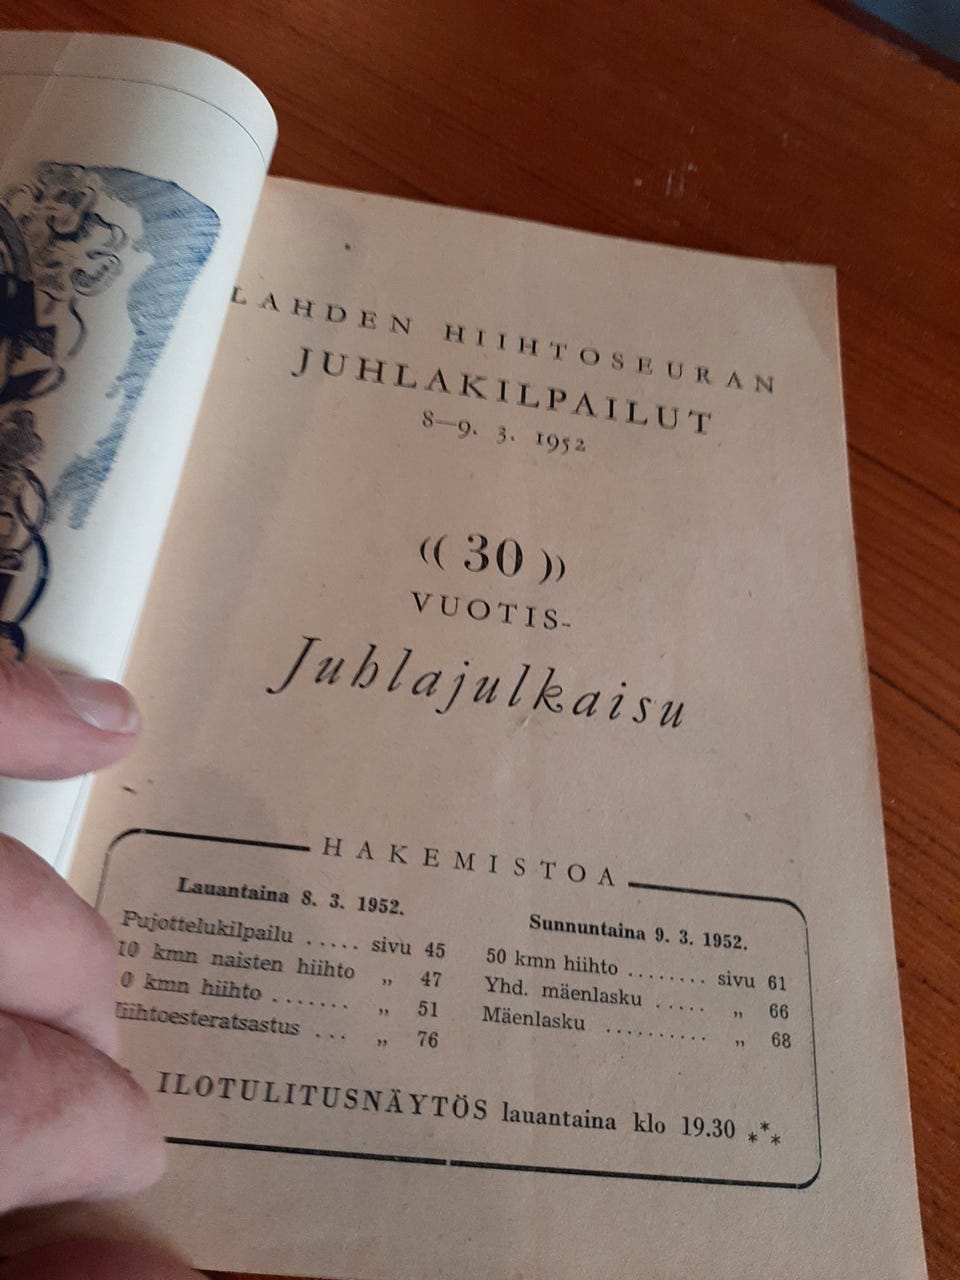 LAHDEN HIIHTOSEURAN
JUHLAKILPAILUT
8—9. 3. 1952
(( 30 ))
VUOTIS-
Juhlajulkaisu
HAKEMISTOA
Lauantaina 8. 3. 1952.
Pujottelukilpailu ..... sivu 45
10 kmn naisten hiihto „ 47
0 kmn hiihto ....... „ 51
iihtoesteratsastus ... „ 76
Sunnuntaina 9. 3. 1952.
50 kmn hiihto ........ sivu 61
Yhd. mäenlasku ..... „ 66
Mäenlasku .......... „ 68
ILOTULITUSNÄYTÖS lauantaina klo 19.30 ***